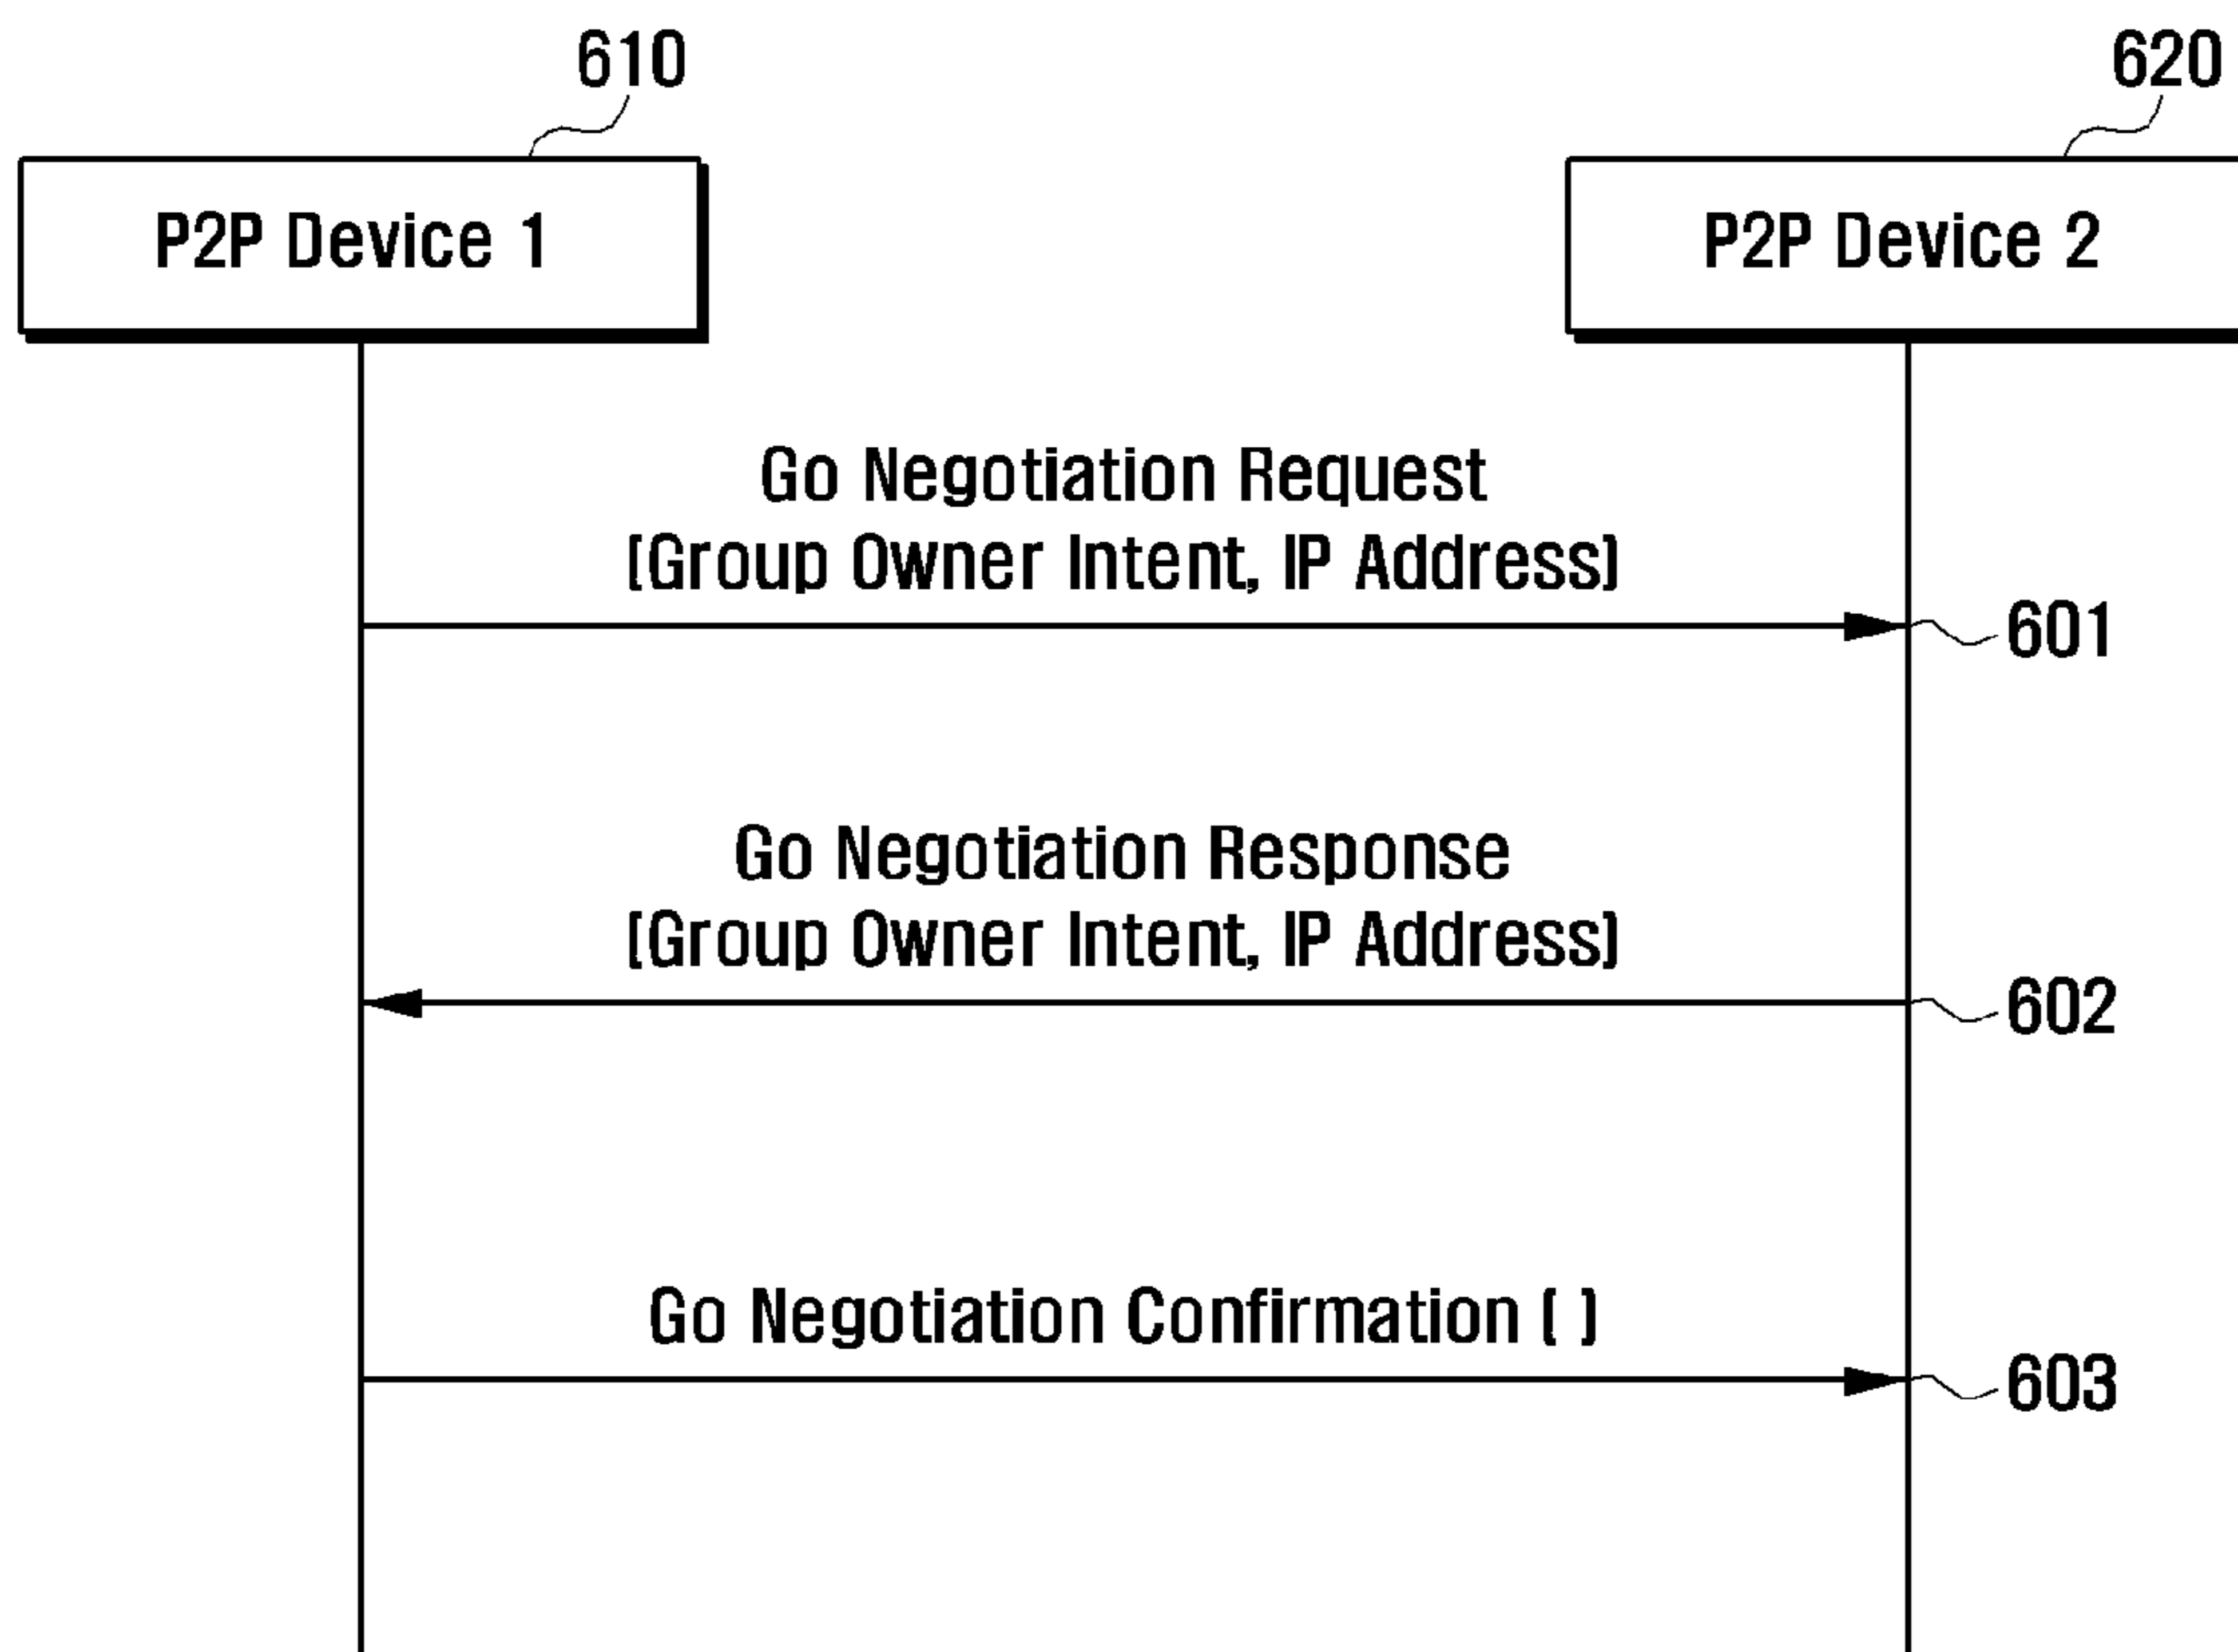 610
620
P2P Device 1
P2P Device 2
Go Negotiation Request
(Group Owner Intent, IP Address)
601
Go Negotiation Response
(Group Owner Intent, IP Address)
602
Go Negotiation Confirmation ( )
603